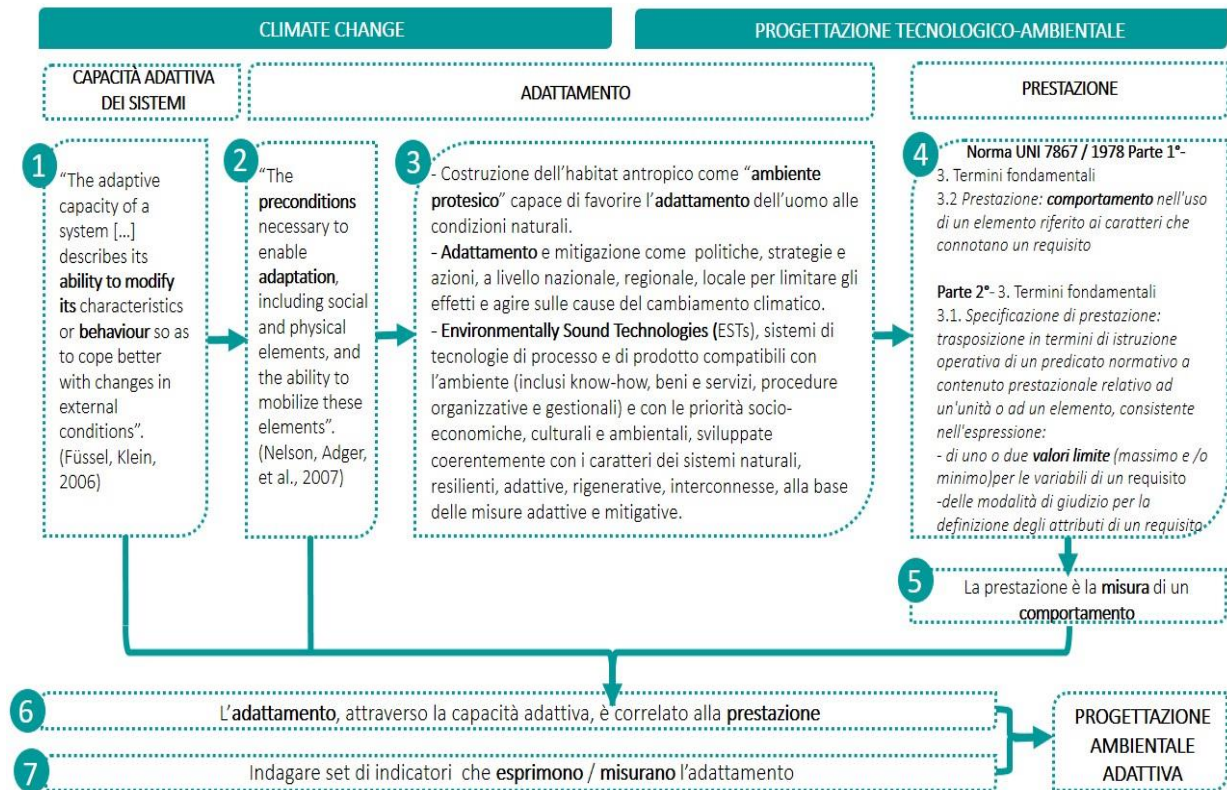 CLIMATE CHANGE
PROGETTAZIONE TECNOLOGICO-AMBIENTALE
CAPACITÀ ADATTIVA
DEI SISTEMI
ADATTAMENTO
PRESTAZIONE
1
"The adaptive
capacity of a
system [...]
describes its
ability to modify
its characteristics
or behaviour so as
to cope better
with changes in
external
conditions".
(Füssel, Klein,
2006)
2
"The
preconditions
necessary to
enable
adaptation,
including social
and physical
elements, and
the ability to
mobilize these
elements".
(Nelson, Adger,
et al., 2007)
3
- Costruzione dell'habitat antropico come "ambiente
protesico" capace di favorire l'adattamento dell'uomo alle
condizioni naturali.
- Adattamento e mitigazione come politiche, strategie e
azioni, a livello nazionale, regionale, locale per limitare gli
effetti e agire sulle cause del cambiamento climatico.
- Environmentally Sound Technologies (ESTs), sistemi di
tecnologie di processo e di prodotto compatibili con
l'ambiente (inclusi know-how, beni e servizi, procedure
organizzative e gestionali) e con le priorità socio-
economiche, culturali e ambientali, sviluppate
coerentemente con i caratteri dei sistemi naturali,
resilienti, adattive, rigenerative, interconnesse, alla base
delle misure adattive e mitigative.
4
Norma UNI 7867 / 1978 Parte 1°-
3. Termini fondamentali
3.2 Prestazione: comportamento nell'uso
di un elemento riferito ai caratteri che
connotano un requisito
Parte 2°- 3. Termini fondamentali
3.1. Specificazione di prestazione:
trasposizione in termini di istruzione
operativa di un predicato normativo a
contenuto prestazionale relativo ad
un'unità o ad un elemento, consistente
nell'espressione:
- di uno o due valori limite (massimo e /o
minimo)per le variabili di un requisito
-delle modalità di giudizio per la
definizione degli attributi di un requisito
5
La prestazione è la misura di un
comportamento
6
L'adattamento, attraverso la capacità adattiva, è correlato alla prestazione
7
Indagare set di indicatori che esprimono / misurano l'adattamento
PROGETTAZIONE
AMBIENTALE
ADATTIVA